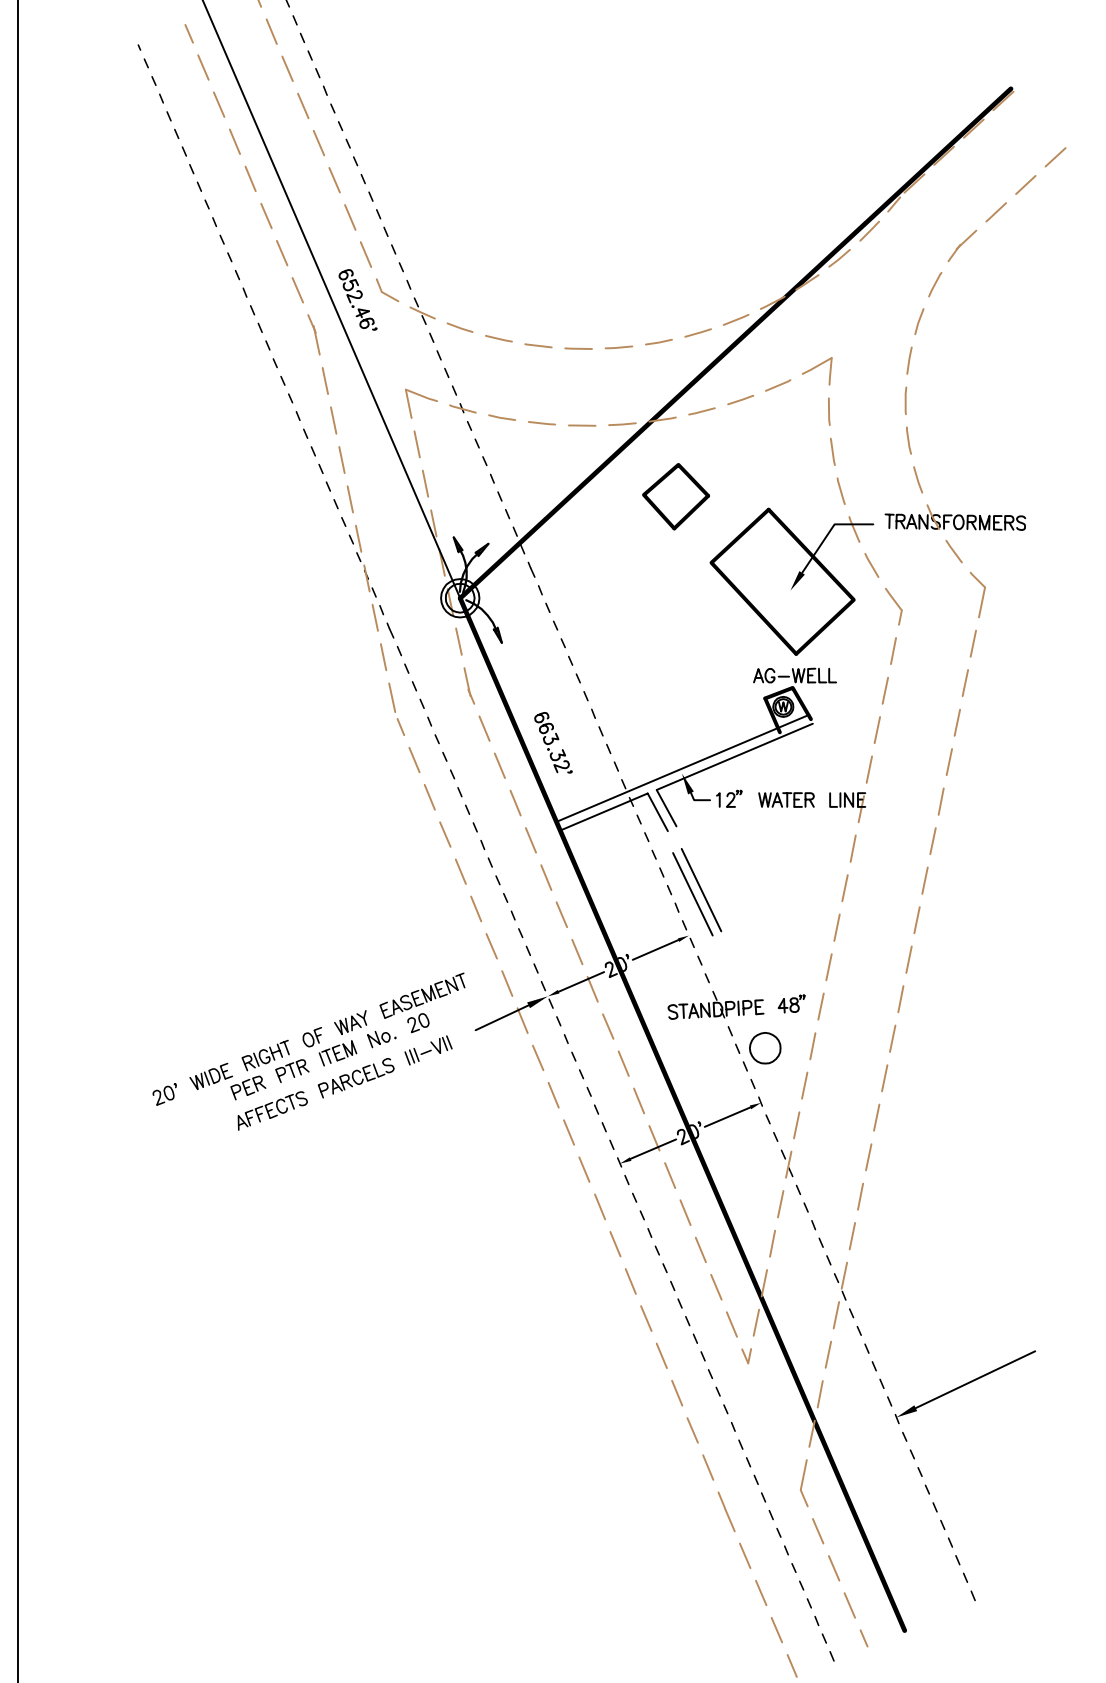 652.46'
TRANSFORMERS
AG-WELL
W
663.32'
12" WATER LINE
20'
20' WIDE RIGHT OF WAY EASEMENT
PER PTR ITEM No. 20
AFFECTS PARCELS III-VII
STANDPIPE 48"
20'